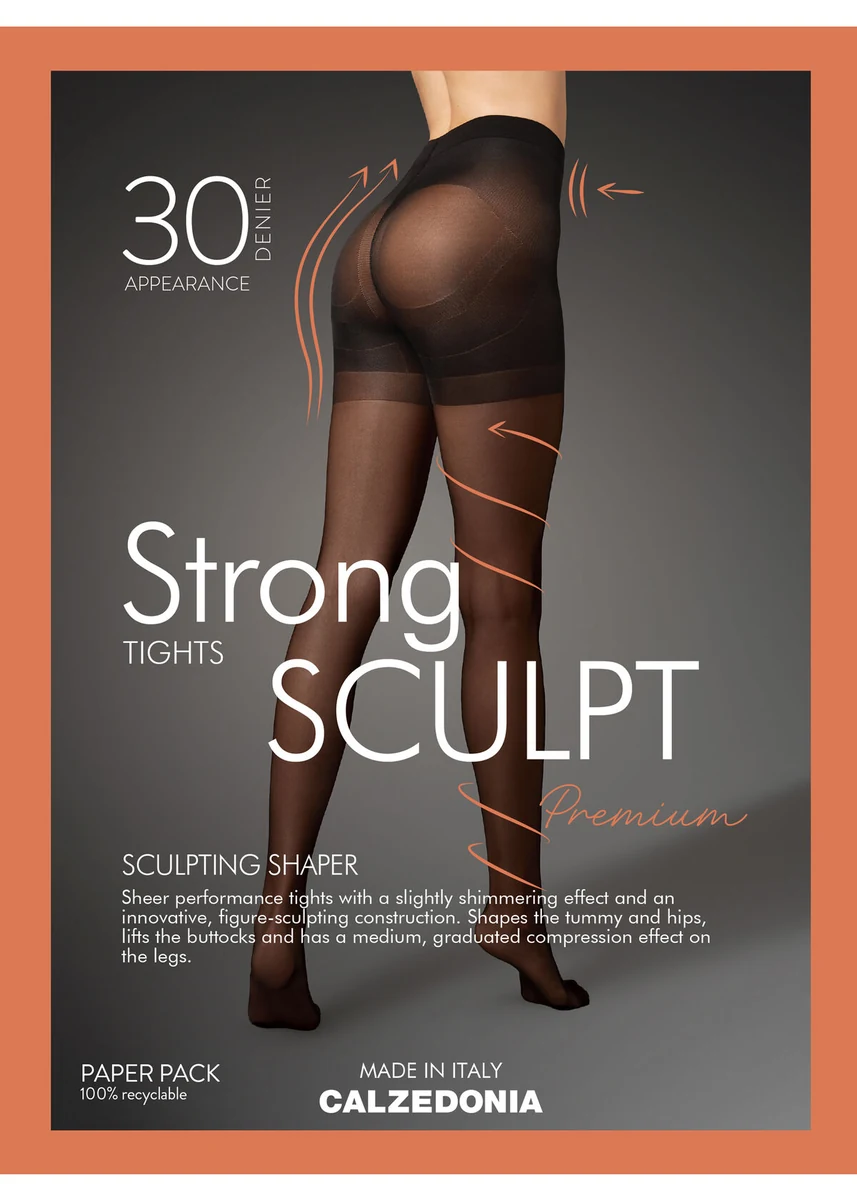 30
DENIER
APPEARANCE
Strong
TIGHTS
SCULPT
Premium
SCULPTING SHAPER
Sheer performance tights with a slightly shimmering effect and an
innovative, figure-sculpting construction. Shapes the tummy and hips,
lifts the buttocks and has a medium, graduated compression effect on
the legs.
PAPER PACK
100% recyclable
MADE IN ITALY
CALZEDONIA